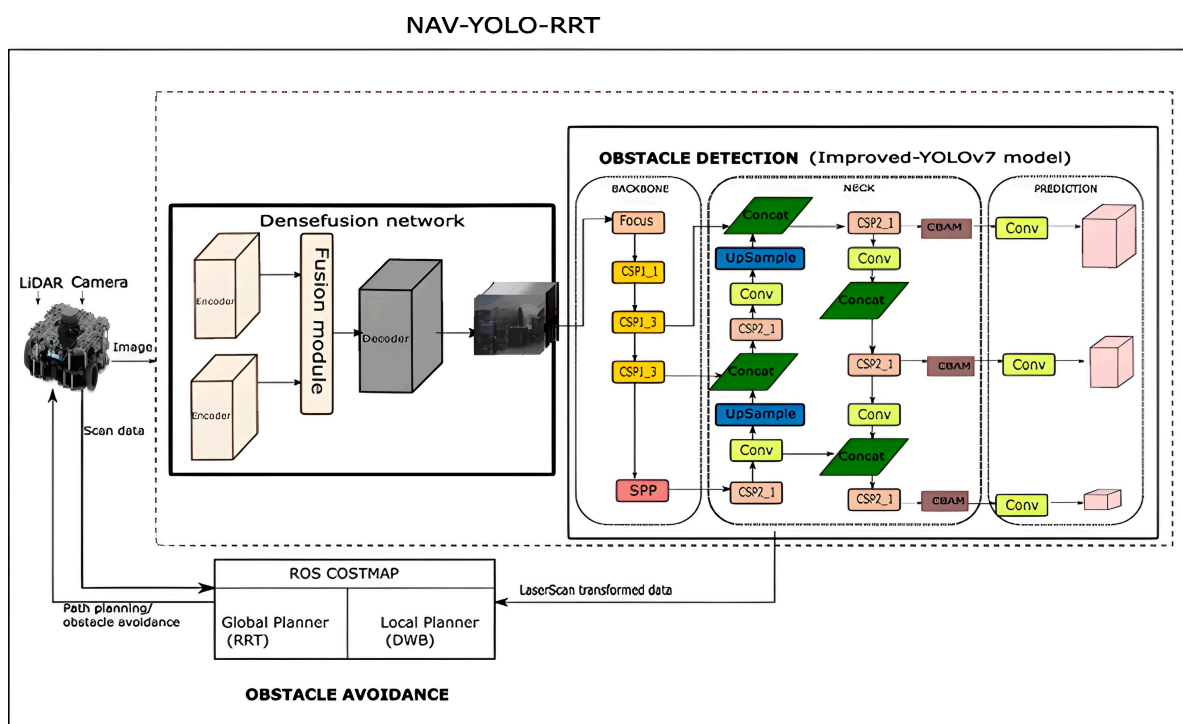 NAV-YOLO-RRT
OBSTACLE DETECTION (Improved-YOLOv7 model)
BACKBONE
NECK
PREDICTION
Densefusion network
Encoder
Encoder
Fusion module
Decoder
LiDAR Camera
Image
Scan data
Focus
CSP1_1
CSP1_3
CSP1_3
SPP
Concat
UpSample
Conv
CSP2_1
Concat
UpSample
Conv
CSP2_1
CSP2_1
Conv
Concat
CSP2_1
Conv
Concat
CSP2_1
CBAM
CBAM
CBAM
Conv
Conv
Conv
ROS COSTMAP
Global Planner
(RRT)
Local Planner
(DWB)
LaserScan transformed data
Path planning/
obstacle avoidance
OBSTACLE AVOIDANCE